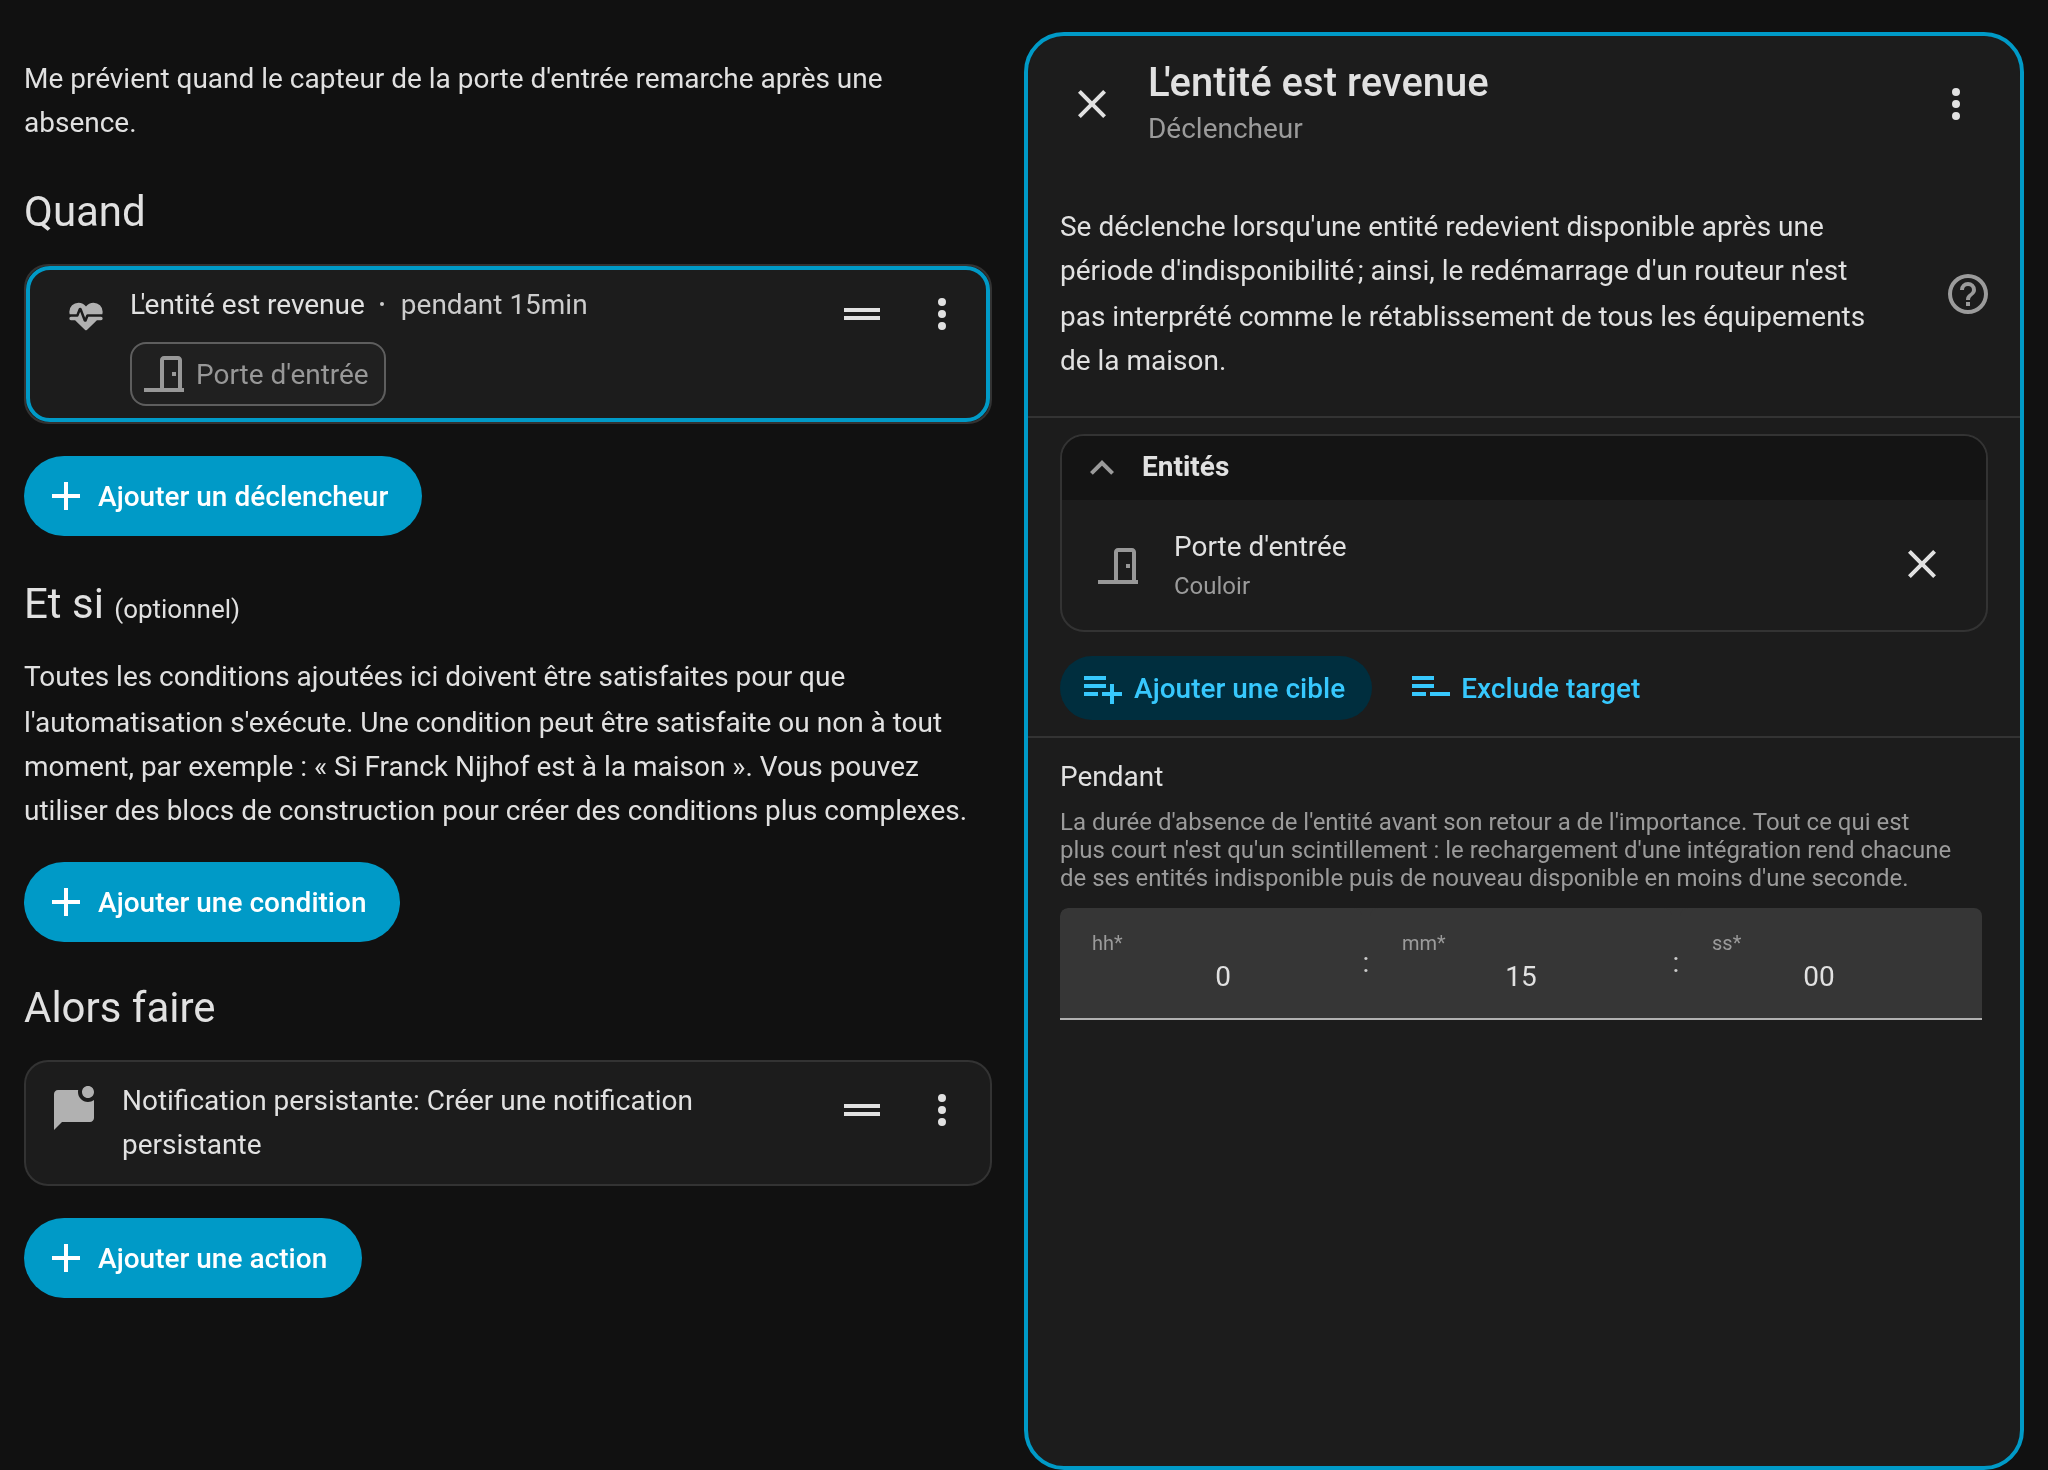 Me prévient quand le capteur de la porte d'entrée remarche après une
absence.
Quand
L'entité est revenue · pendant 15min
Porte d'entrée
Ajouter un déclencheur
Et si (optionnel)
Toutes les conditions ajoutées ici doivent être satisfaites pour que
l'automatisation s'exécute. Une condition peut être satisfaite ou non à tout
moment, par exemple : « Si Franck Nijhof est à la maison ». Vous pouvez
utiliser des blocs de construction pour créer des conditions plus complexes.
Ajouter une condition
Alors faire
Notification persistante: Créer une notification
persistante
Ajouter une action
L'entité est revenue
Déclencheur
Se déclenche lorsqu'une entité redevient disponible après une
période d'indisponibilité ; ainsi, le redémarrage d'un routeur n'est
pas interprété comme le rétablissement de tous les équipements
de la maison.
Entités
Porte d'entrée
Couloir
Ajouter une cible
Exclude target
Pendant
La durée d'absence de l'entité avant son retour a de l'importance. Tout ce qui est
plus court n'est qu'un scintillement : le rechargement d'une intégration rend chacune
de ses entités indisponible puis de nouveau disponible en moins d'une seconde.
hh* mm* ss*
0 : 15 : 00